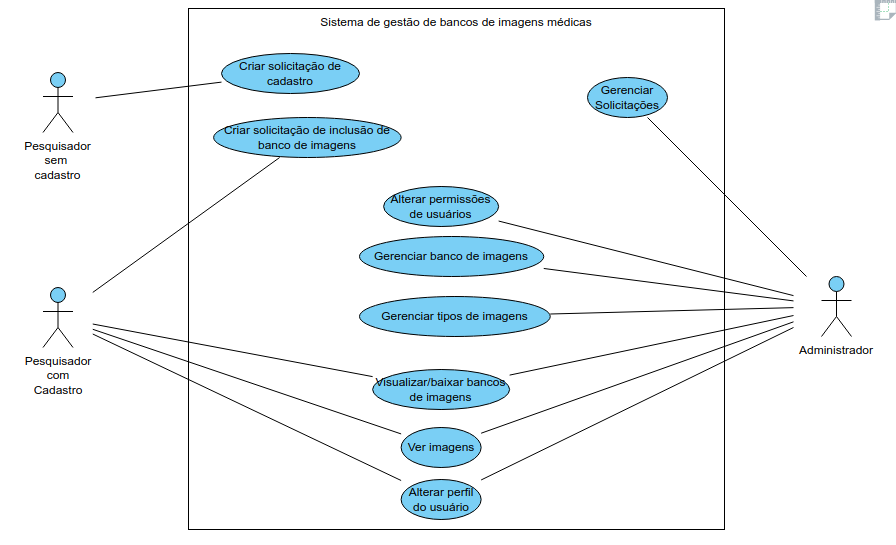 Sistema de gestão de bancos de imagens médicas
Criar solicitação de
cadastro
Gerenciar
Solicitações
Criar solicitação de inclusão de
banco de imagens
Pesquisador
sem
cadastro
Alterar permissões
de usuários
Gerenciar banco de imagens
Gerenciar tipos de imagens
Administrador
Pesquisador
com
Cadastro
Visualizar/baixar bancos
de imagens
Ver imagens
Alterar perfil
do usuário